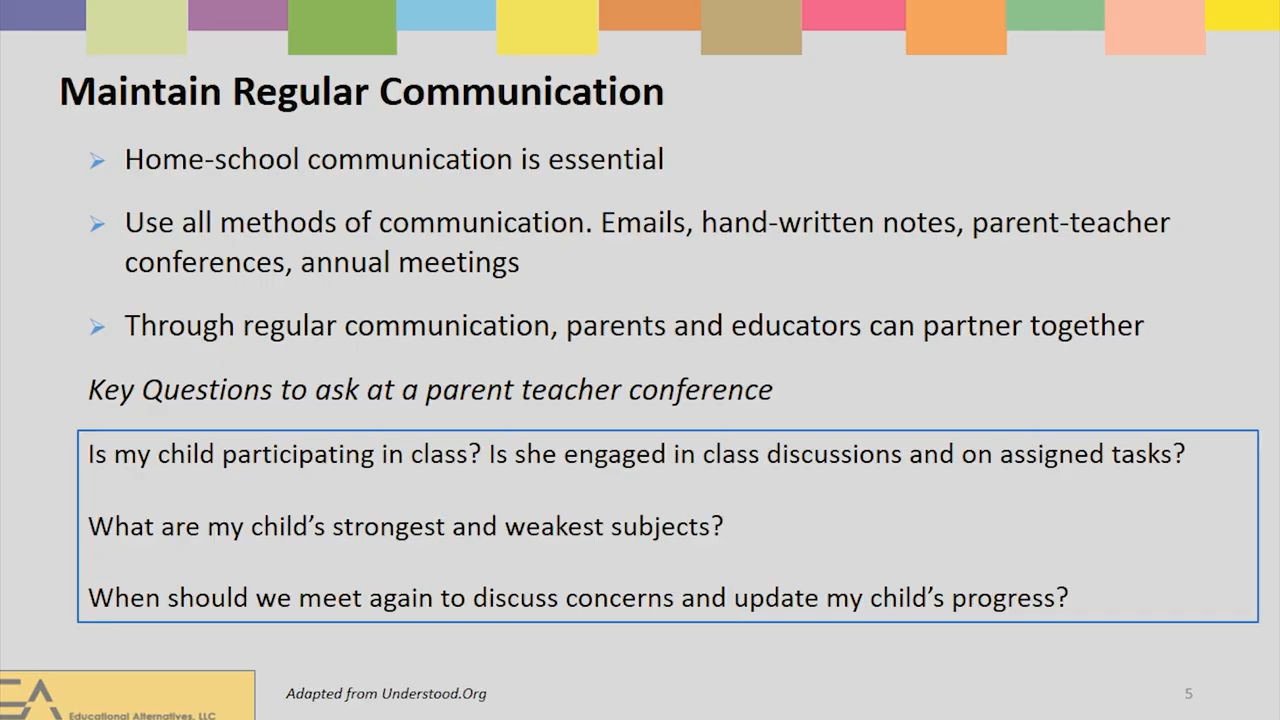 Maintain Regular Communication
Home-school communication is essential
Use all methods of communication. Emails, hand-written notes, parent-teacher
conferences, annual meetings
Through regular communication, parents and educators can partner together
Key Questions to ask at a parent teacher conference
Is my child participating in class? Is she engaged in class discussions and on assigned tasks?
What are my child’s strongest and weakest subjects?
When should we meet again to discuss concerns and update my child’s progress?
EA
Educational Alternatives, LLC
Adapted from Understood.Org
5